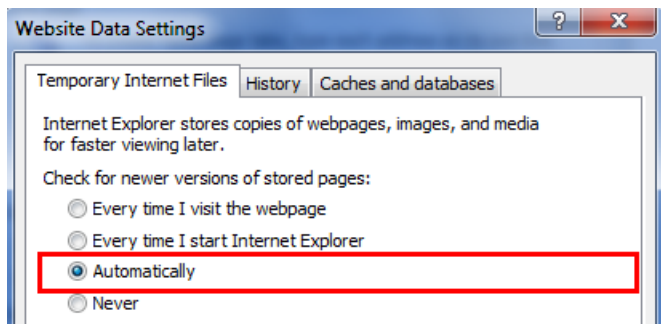 Website Data Settings
Temporary Internet Files History Caches and databases
Internet Explorer stores copies of webpages, images, and media
for faster viewing later.
Check for newer versions of stored pages:
Every time I visit the webpage
Every time I start Internet Explorer
Automatically
Never